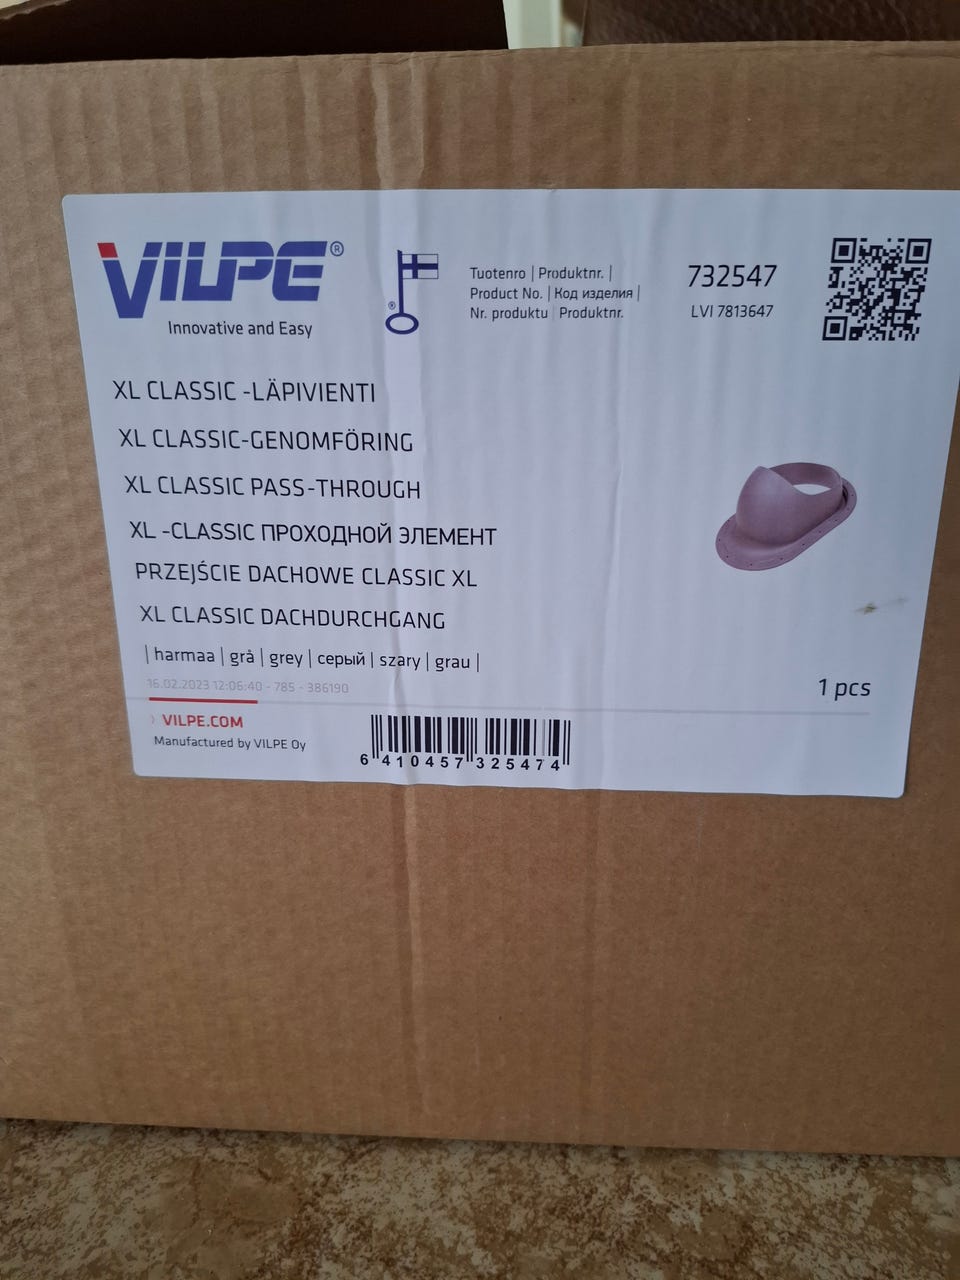 VILPE®
Innovative and Easy
®
Tuotenro | Produktnr. |
Product No. | Код изделия |
Nr. produktu | Produktnr.
732547
LVI 7813647
XL CLASSIC -LÄPIVIENTI
XL CLASSIC-GENOMFÖRING
XL CLASSIC PASS-THROUGH
XL -CLASSIC ПРОХОДНОЙ ЭЛЕМЕНТ
PRZEJŚCIE DACHOWE CLASSIC XL
XL CLASSIC DACHDURCHGANG
| harmaa | grå | grey | серый | szary | grau |
16.02.2023 12:06:40 - 785 - 386190
1 pcs
› VILPE.COM
Manufactured by VILPE Oy
6 410457 325474